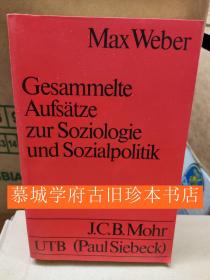 Max Weber
Gesammelte
Aufsätze
zur Soziologie
und Sozialpolitik
慕城学府古旧珍本书店
J.C.B. Mohr
UTB (Paul Siebeck)